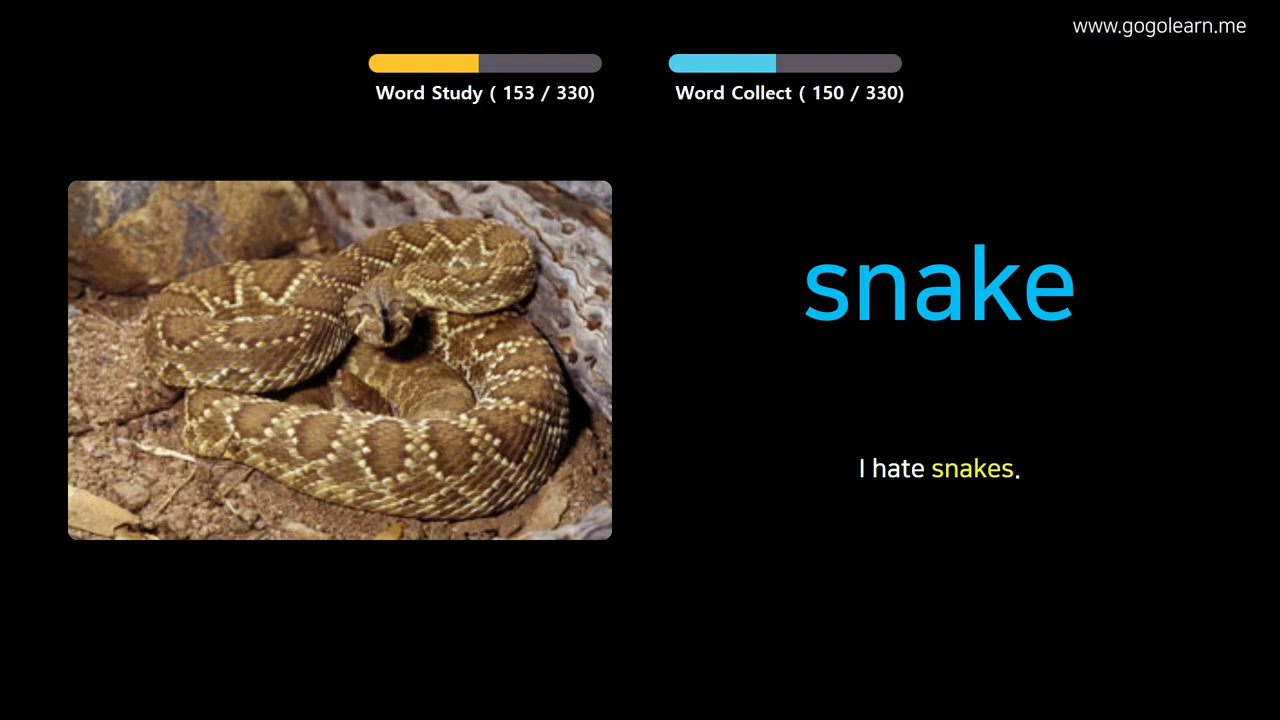 www.gogolearn.me
Word Study ( 153 / 330)
Word Collect ( 150 / 330)
snake
I hate snakes.